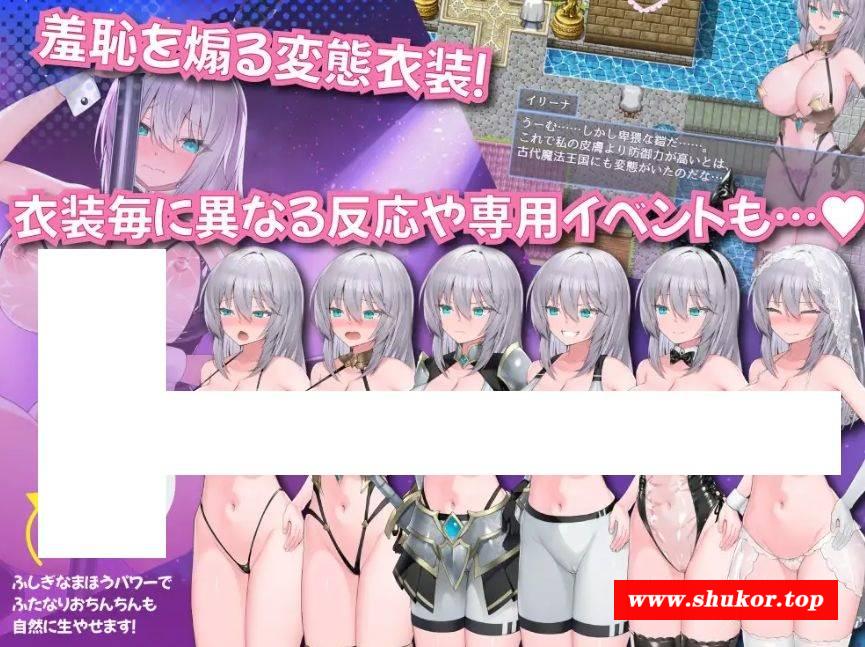 羞恥を煽る変態衣装!
イリーナ
うーむ……しかし卑猥な鎧だ……。
これで私の皮膚より防御力が高いとは、
古代魔法王国にも変態がいたのだな…
衣装毎に異なる反応や専用イベントも…♥
ふしぎなまほうパワーで
ふたなりおちんちんも
自然に生やせます!
www.shukor.top